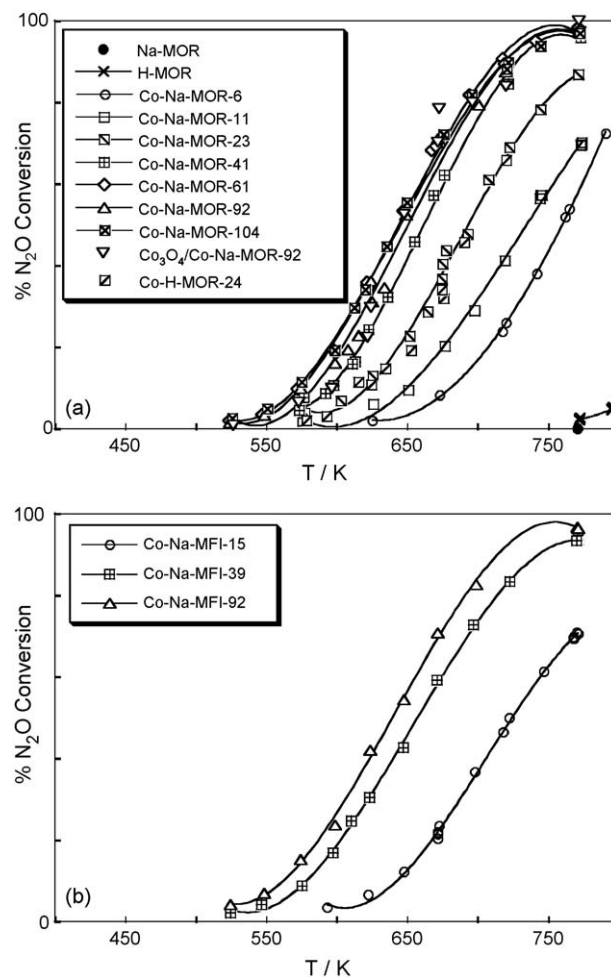 100
% N2O Conversion
0
Na-MOR
H-MOR
Co-Na-MOR-6
Co-Na-MOR-11
Co-Na-MOR-23
Co-Na-MOR-41
Co-Na-MOR-61
Co-Na-MOR-92
Co-Na-MOR-104
Co3O4/Co-Na-MOR-92
Co-H-MOR-24
(a)
450 550 650 750
T / K
100
% N2O Conversion
0
Co-Na-MFI-15
Co-Na-MFI-39
Co-Na-MFI-92
(b)
450 550 650 750
T / K